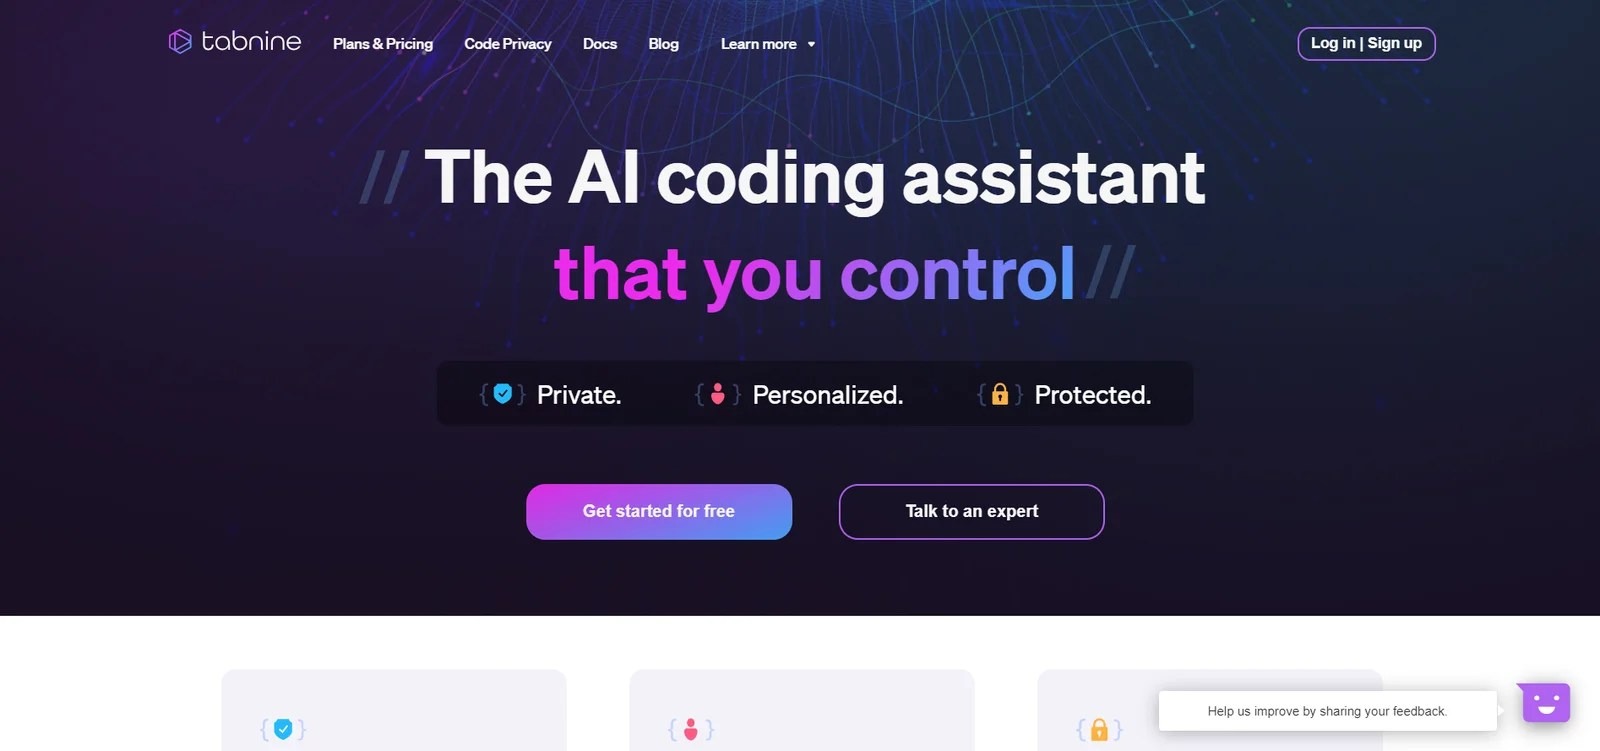 tabnine Plans & Pricing Code Privacy Docs Blog Learn more Log in | Sign up
// The AI coding assistant
that you control //
{ } Private. { } Personalized. { } Protected.
Get started for free Talk to an expert
{ } { } { }
Help us improve by sharing your feedback.